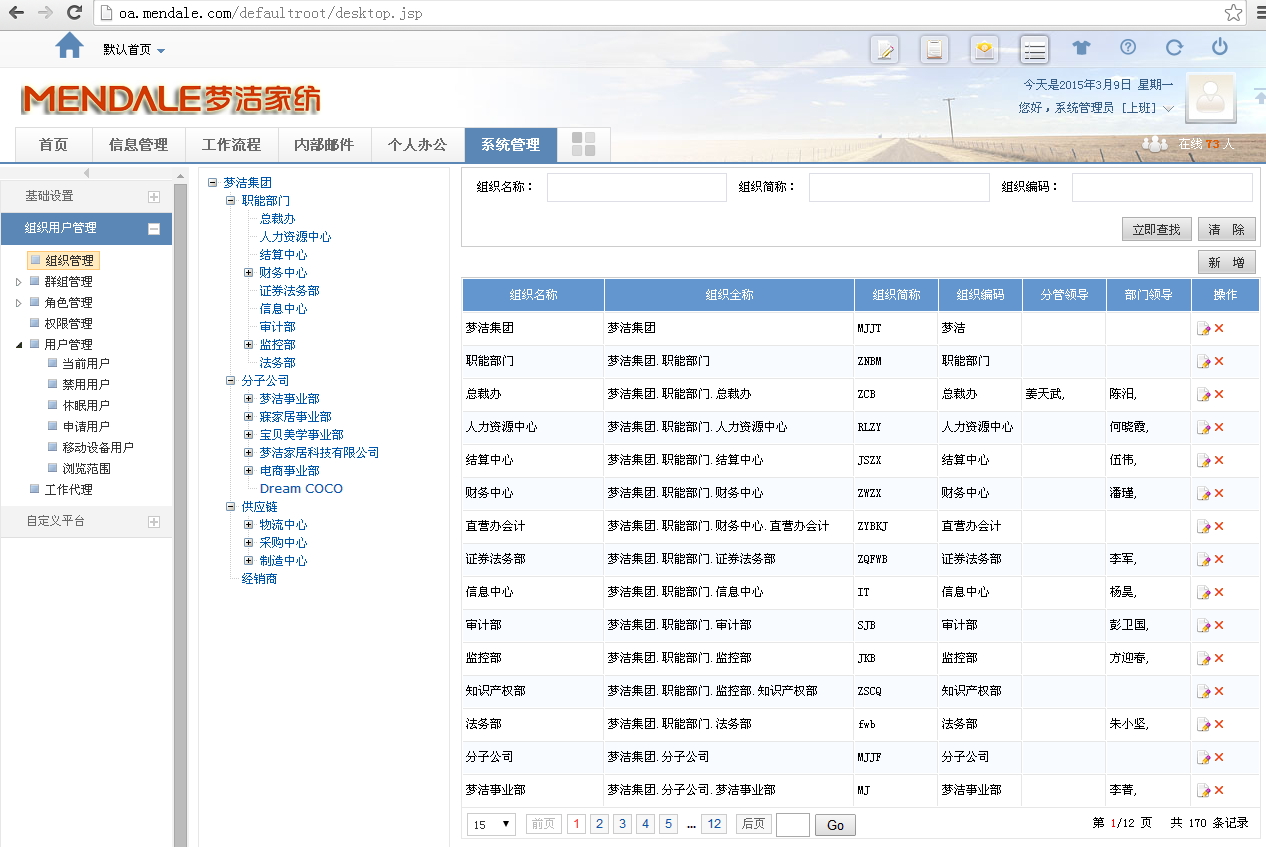 oa.mendale.com/defaultroot/desktop.jsp
默认首页
今天是2015年3月9日 星期一
MENDALE梦洁家纺
您好，系统管理员 [上班]
首页 信息管理 工作流程 内部邮件 个人办公 系统管理
在线 73 人
基础设置
组织用户管理
组织管理
群组管理
角色管理
权限管理
用户管理
当前用户
禁用用户
休眠用户
申请用户
移动设备用户
浏览范围
工作代理
自定义平台
梦洁集团
职能部门
总裁办
人力资源中心
结算中心
财务中心
证券法务部
信息中心
审计部
监控部
法务部
分子公司
梦洁事业部
寐家居事业部
宝贝美学事业部
梦洁家居科技有限公司
电商事业部
Dream COCO
供应链
物流中心
采购中心
制造中心
经销商
组织名称： 组织简称： 组织编码：
立即查找 清 除
新 增
组织名称 组织全称 组织简称 组织编码 分管领导 部门领导 操作
梦洁集团 梦洁集团 MJJT 梦洁
职能部门 梦洁集团.职能部门 ZNBM 职能部门
总裁办 梦洁集团.职能部门.总裁办 ZCB 总裁办 姜天武, 陈汨,
人力资源中心 梦洁集团.职能部门.人力资源中心 RLZY 人力资源中心 何晓霞,
结算中心 梦洁集团.职能部门.结算中心 JSZX 结算中心 伍伟,
财务中心 梦洁集团.职能部门.财务中心 ZWZX 财务中心 潘瑾,
直营办会计 梦洁集团.职能部门.财务中心.直营办会计 ZYBKJ 直营办会计
证券法务部 梦洁集团.职能部门.证券法务部 ZQFWB 证券法务部 李军,
信息中心 梦洁集团.职能部门.信息中心 IT 信息中心 杨昊,
审计部 梦洁集团.职能部门.审计部 SJB 审计部 彭卫国,
监控部 梦洁集团.职能部门.监控部 JKB 监控部 方迎春,
知识产权部 梦洁集团.职能部门.监控部.知识产权部 ZSCQ 知识产权部
法务部 梦洁集团.职能部门.法务部 fwb 法务部 朱小坚,
分子公司 梦洁集团.分子公司 MJJF 分子公司
梦洁事业部 梦洁集团.分子公司.梦洁事业部 MJ 梦洁事业部 李菁,
15 前页 1 2 3 4 5 ... 12 后页 Go 第 1/12 页 共 170 条记录